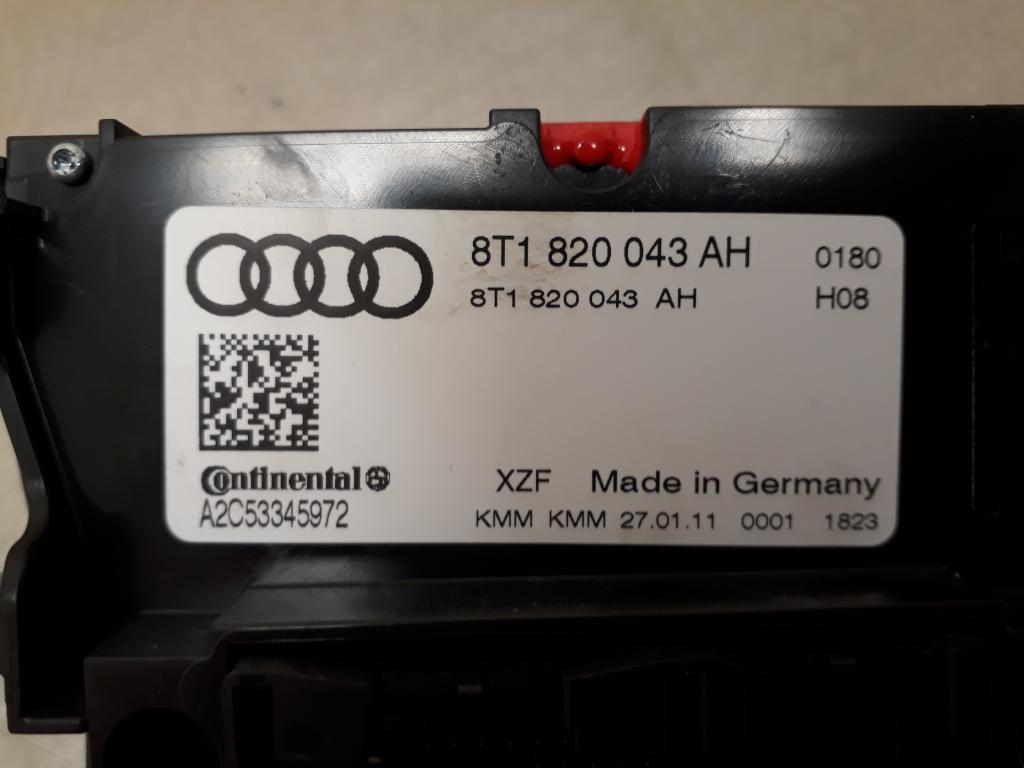 8T1 820 043 AH 0180
8T1 820 043 AH H08
Continental
A2C53345972
XZF Made in Germany
KMM KMM 27.01.11 0001 1823